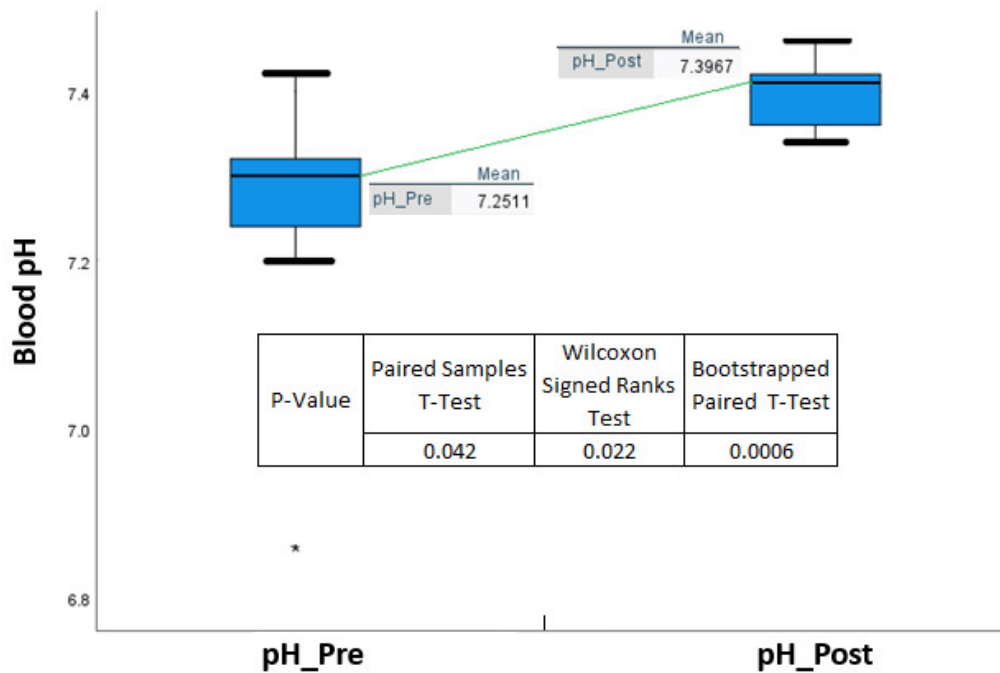 Mean
pH_Post 7.3967
7.4
Mean
pH_Pre 7.2511
7.2
Blood pH
P-Value
Paired Samples
T-Test
Wilcoxon
Signed Ranks
Test
Bootstrapped
Paired T-Test
0.042 0.022 0.0006
7.0
*
6.8
pH_Pre pH_Post